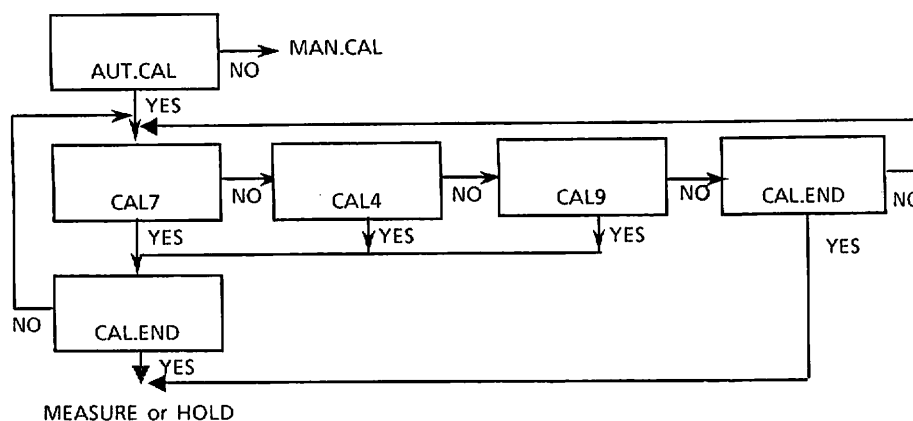 MAN.CAL
NO
AUT.CAL
YES
CAL7
NO
CAL4
NO
CAL9
NO
CAL.END
NO
YES
YES
YES
YES
NO
CAL.END
YES
MEASURE or HOLD